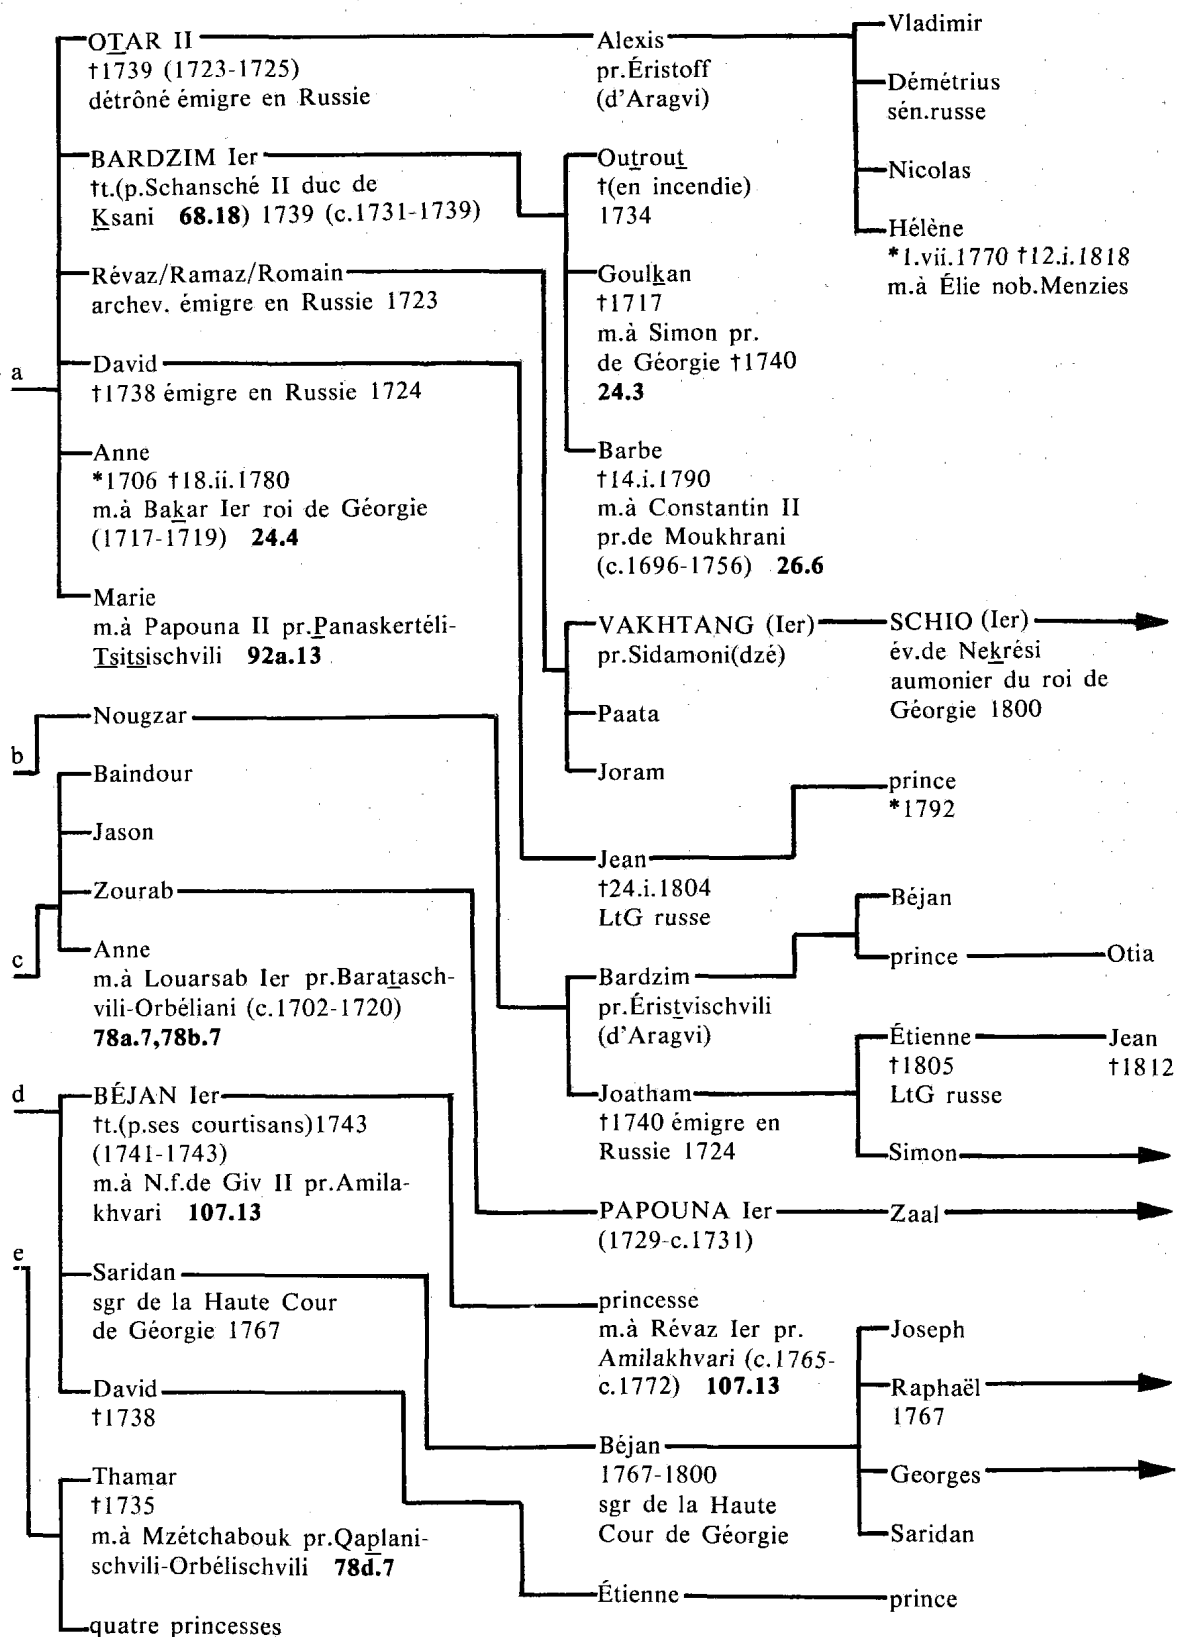 a
OTAR II
†1739 (1723-1725)
détrôné émigre en Russie
BARDZIM Ier
†t.(p.Schansché II duc de
Ksani 68.18) 1739 (c.1731-1739)
Révaz/Ramaz/Romain
archev. émigre en Russie 1723
David
†1738 émigre en Russie 1724
Anne
*1706 †18.ii.1780
m.à Bakar Ier roi de Géorgie
(1717-1719) 24.4
Marie
m.à Papouna II pr.Panaskertéli-
Tsitsischvili 92a.13
b
Nougzar
c
Baindour
Jason
Zourab
Anne
m.à Louarsab Ier pr.Baratasch-
vili-Orbéliani (c.1702-1720)
78a.7,78b.7
d
BÉJAN Ier
†t.(p.ses courtisans)1743
(1741-1743)
m.à N.f.de Giv II pr.Amila-
khvari 107.13
Saridan
sgr de la Haute Cour
de Géorgie 1767
David
†1738
e
Thamar
†1735
m.à Mzétchabouk pr.Qaplani-
schvili-Orbélischvili 78d.7
quatre princesses
Alexis
pr.Éristoff
(d'Aragvi)
Outrout
†(en incendie)
1734
Goulkan
†1717
m.à Simon pr.
de Géorgie †1740
24.3
Barbe
†14.i.1790
m.à Constantin II
pr.de Moukhrani
(c.1696-1756) 26.6
VAKHTANG (Ier)
pr.Sidamoni(dzé)
Paata
Joram
Jean
†24.i.1804
LtG russe
Bardzim
pr.Éristvischvili
(d'Aragvi)
Joatham
†1740 émigre en
Russie 1724
PAPOUNA Ier
(1729-c.1731)
princesse
m.à Révaz Ier pr.
Amilakhvari (c.1765-
c.1772) 107.13
Béjan
1767-1800
sgr de la Haute
Cour de Géorgie
Étienne
Vladimir
Démétrius
sén.russe
Nicolas
Hélène
*1.vii.1770 †12.i.1818
m.à Élie nob.Menzies
SCHIO (Ier)
év.de Nekrési
aumonier du roi de
Géorgie 1800
prince
*1792
Béjan
prince
Otia
Étienne
†1805
LtG russe
Jean
†1812
Simon
Zaal
Joseph
Raphaël
1767
Georges
Saridan
prince